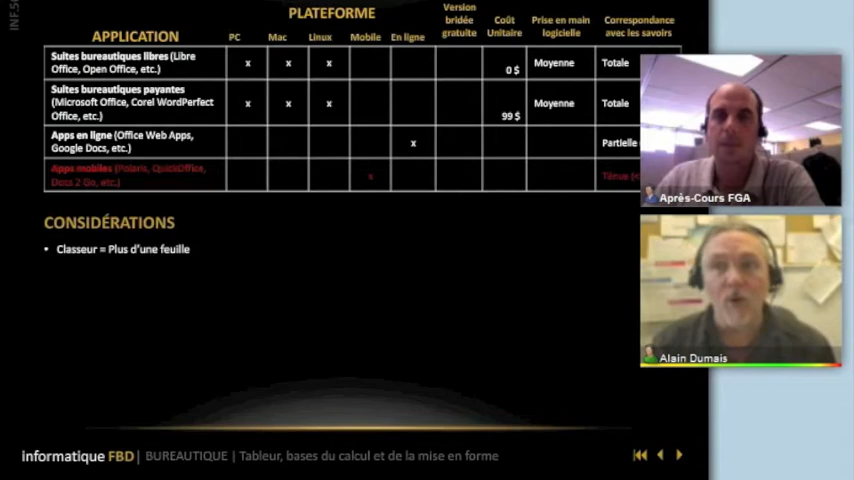 PLATEFORME
Version bridée gratuite
Coût Unitaire
Prise en main logicielle
Correspondance avec les savoirs
APPLICATION
PC
Mac
Linux
Mobile
En ligne
Suites bureautiques libres (Libre
Office, Open Office, etc.)
x x x 0 $ Moyenne Totale
Suites bureautiques payantes
(Microsoft Office, Corel WordPerfect
Office, etc.)
x x x 99 $ Moyenne Totale
Apps en ligne (Office Web Apps,
Google Docs, etc.)
x Partielle
Apps mobiles (Polaris, QuickOffice,
Docs 2 Go, etc.)
x Ténue (<
CONSIDÉRATIONS
• Classeur = Plus d'une feuille
Après-Cours FGA
Alain Dumais
informatique FBD | BUREAUTIQUE | Tableur, bases du calcul et de la mise en forme